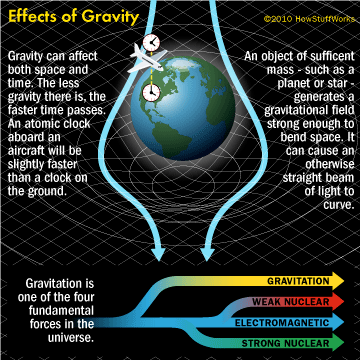 Effects of Gravity
©2010 HowStuffWorks
Gravity can affect
both space and
time. The less
gravity there is, the
faster time passes.
An atomic clock
aboard an
aircraft will be
slightly faster
than a clock on
the ground.
An object of sufficent
mass - such as a
planet or star -
generates a
gravitational field
strong enough to
bend space. It
can cause an
otherwise
straight beam
of light to
curve.
Gravitation is
one of the four
fundamental
forces in the
universe.
GRAVITATION
WEAK NUCLEAR
ELECTROMAGNETIC
STRONG NUCLEAR